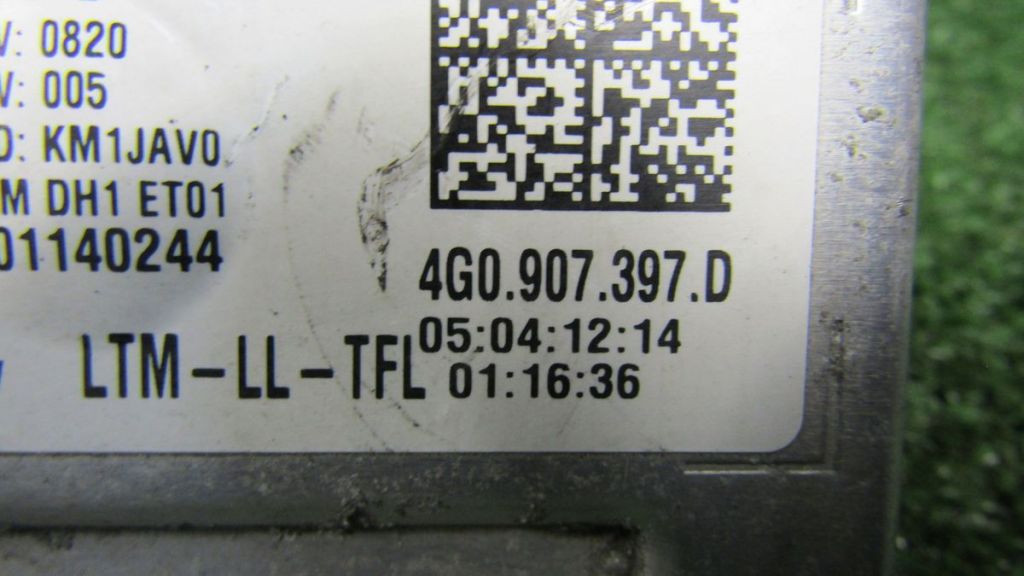 V: 0820
V: 005
D: KM1JAV0
M DH1 ET01
01140244
4G0.907.397.D
05:04:12:14
LTM-LL-TFL
01:16:36